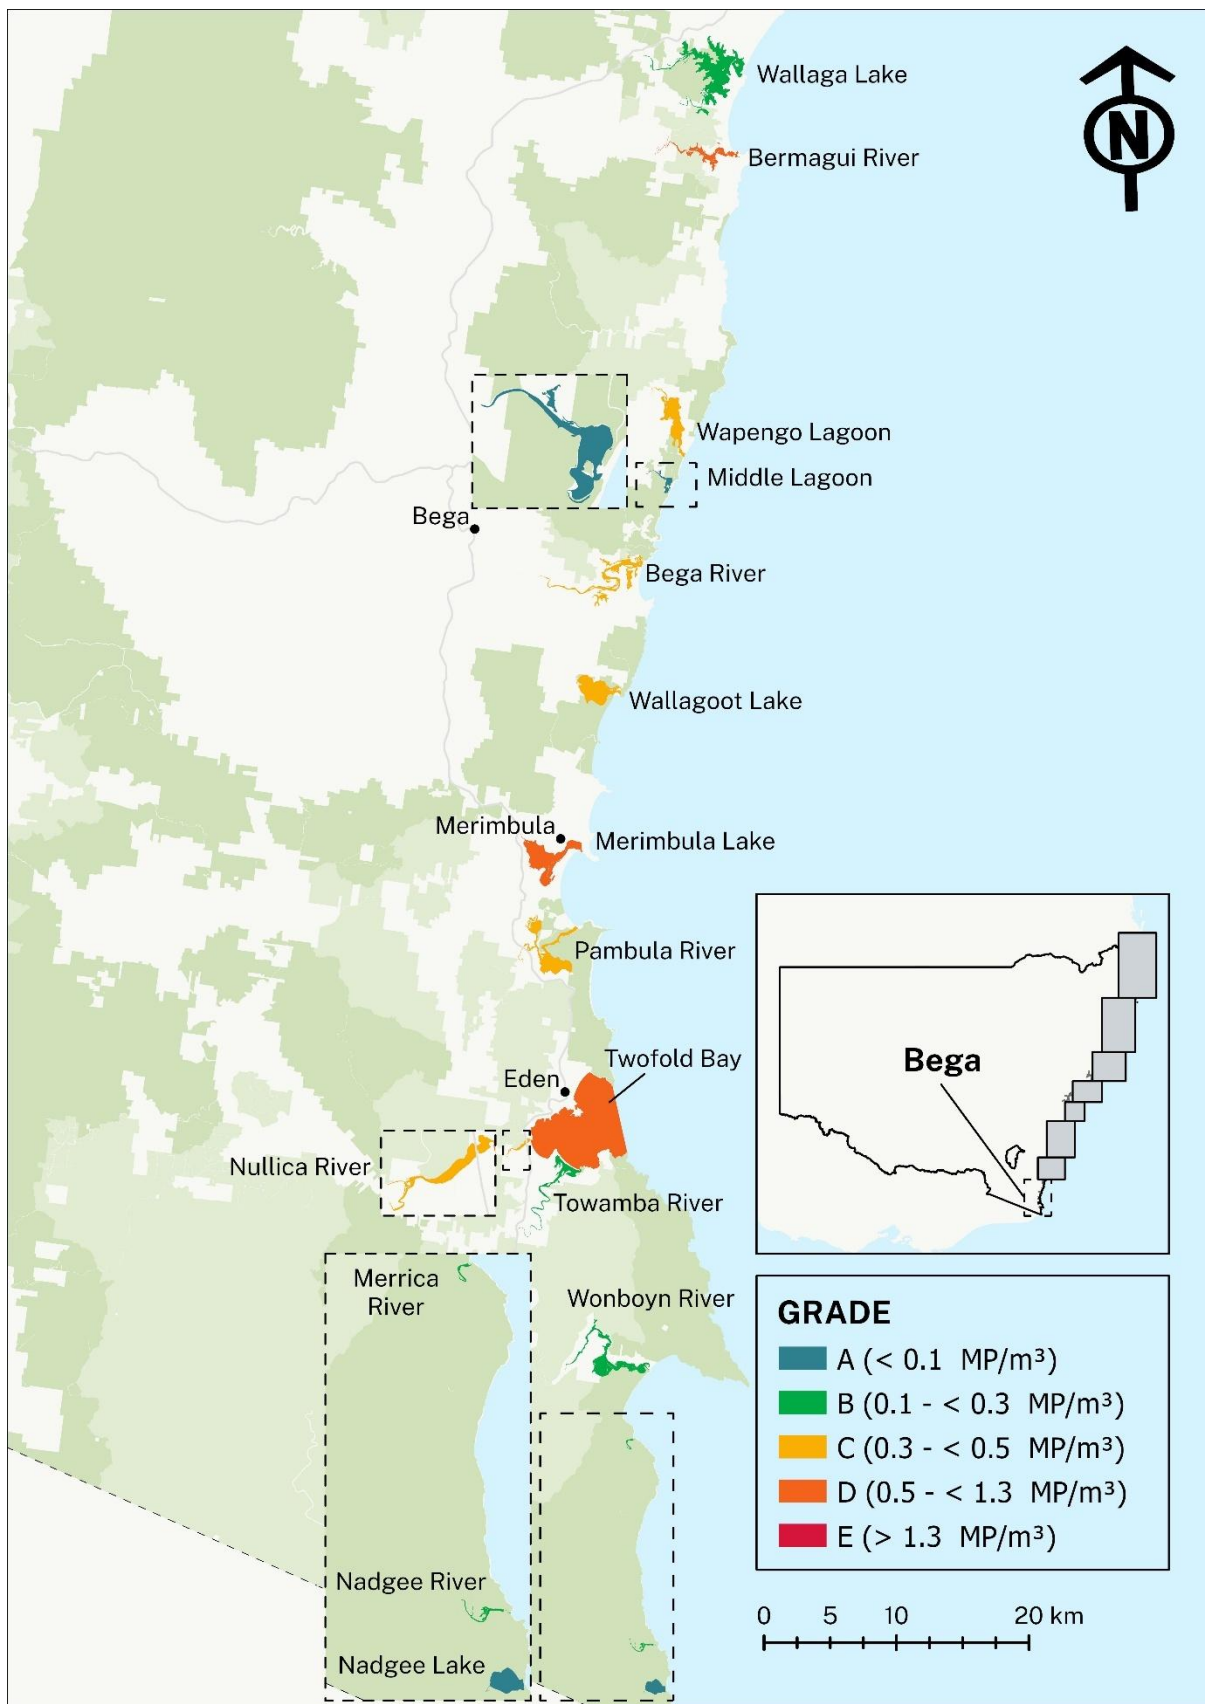 Wallaga Lake
N
Bermagui River
Wapengo Lagoon
Middle Lagoon
Bega
Bega River
Wallagoot Lake
Merimbula
Merimbula Lake
Pambula River
Twofold Bay
Eden
Nullica River
Towamba River
Merrica
River
Wonboyn River
Nadgee River
Nadgee Lake
Bega
GRADE
A (< 0.1 MP/m³)
B (0.1 - < 0.3 MP/m³)
C (0.3 - < 0.5 MP/m³)
D (0.5 - < 1.3 MP/m³)
E (> 1.3 MP/m³)
0 5 10 20 km